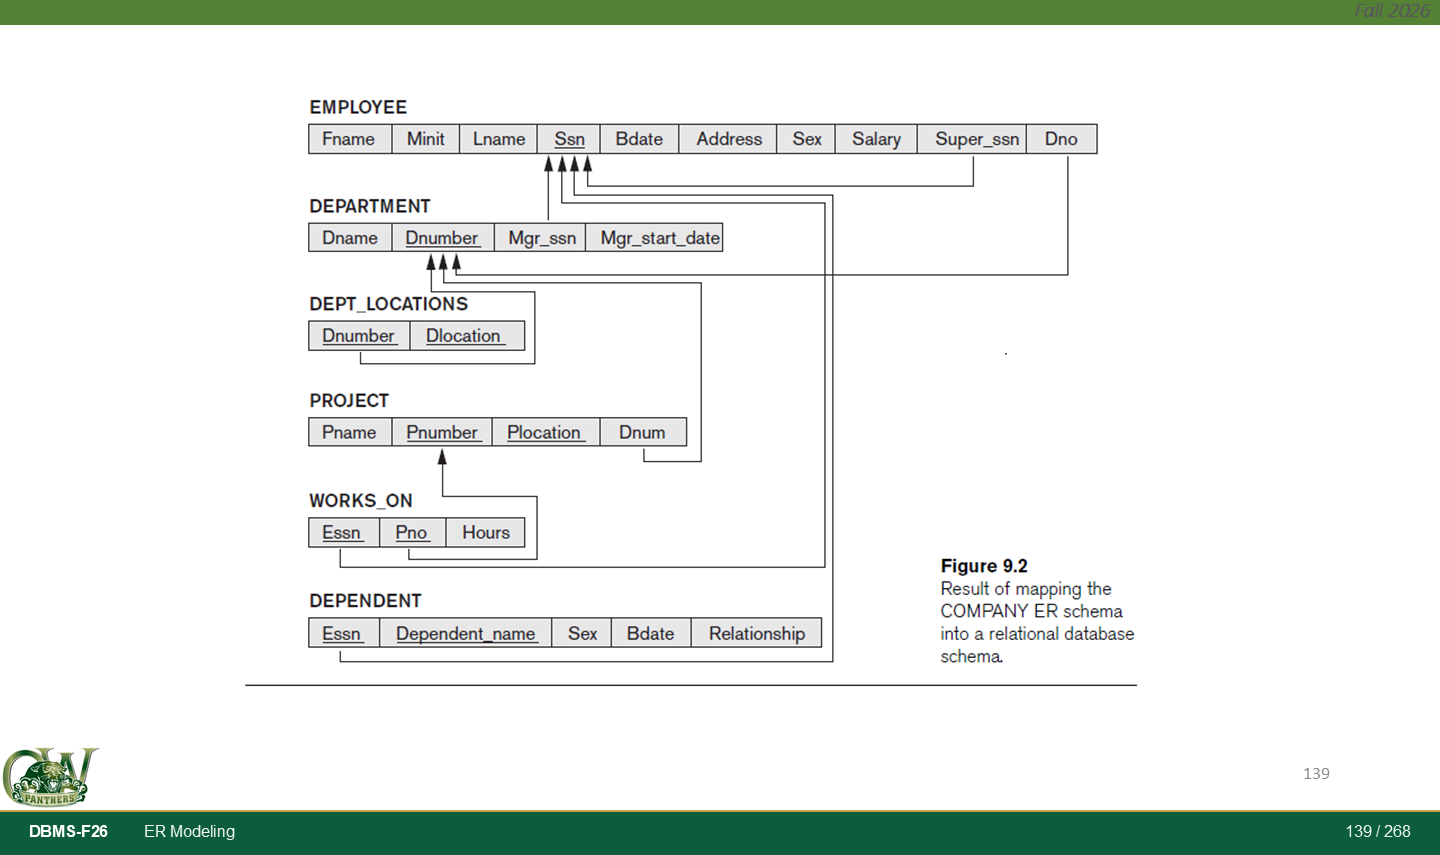 Fall 2026
EMPLOYEE
Fname Minit Lname Ssn Bdate Address Sex Salary Super_ssn Dno
DEPARTMENT
Dname Dnumber Mgr_ssn Mgr_start_date
DEPT_LOCATIONS
Dnumber Dlocation
PROJECT
Pname Pnumber Plocation Dnum
WORKS_ON
Essn Pno Hours
DEPENDENT
Essn Dependent_name Sex Bdate Relationship
Figure 9.2
Result of mapping the
COMPANY ER schema
into a relational database
schema.
139
OW
PANTHERS
DBMS-F26 ER Modeling 139 / 268